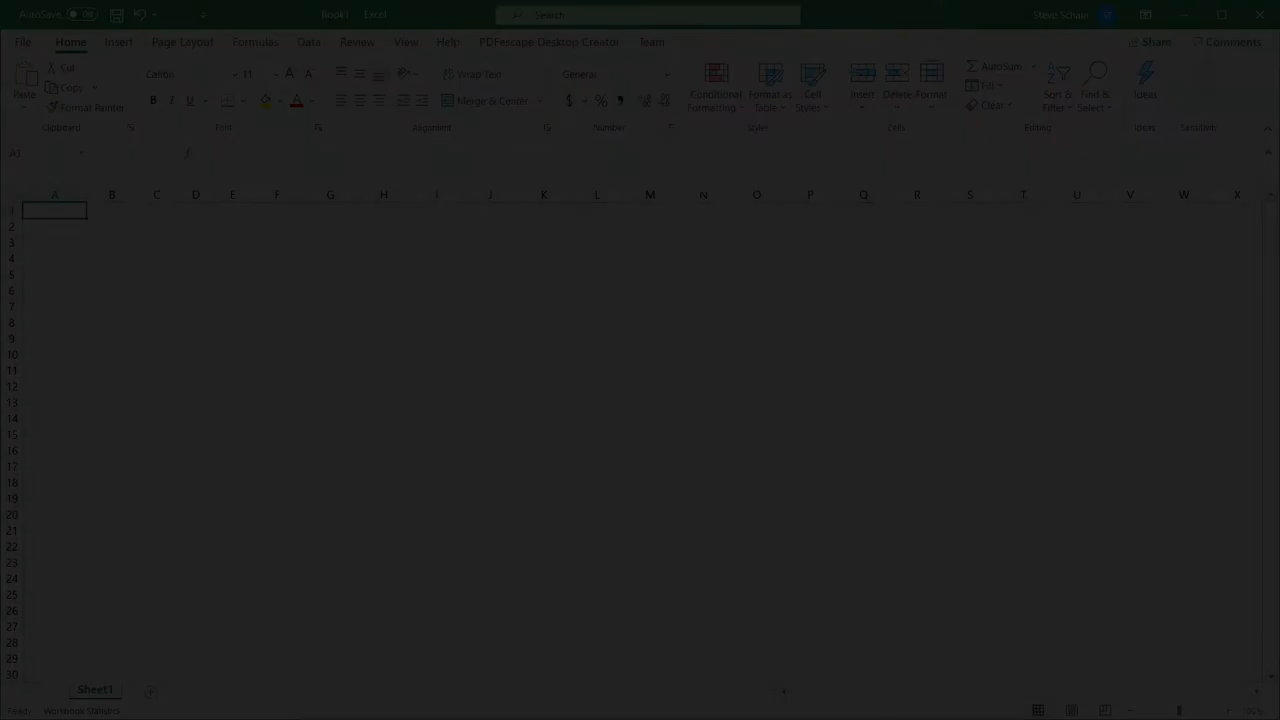 AutoSave Off Book1 Excel Search Steve Schaur
File Home Insert Page Layout Formulas Data Review View Help PDFescape Desktop Creator Team Share Comments
Cut Calibri 11 Wrap Text General AutoSum
Copy Fill
Paste Conditional Format as Cell Insert Delete Format Sort & Find & Ideas
Format Painter B I U A Merge & Center $ % , Formatting Table Styles Clear Filter Select
Clipboard Font Alignment Number Styles Cells Editing Ideas Sensitivity
A1
A B C D E F G H I J K L M N O P Q R S T U V W X
1
2
3
4
5
6
7
8
9
10
11
12
13
14
15
16
17
18
19
20
21
22
23
24
25
26
27
28
29
30
Sheet1
Workbook Statistics